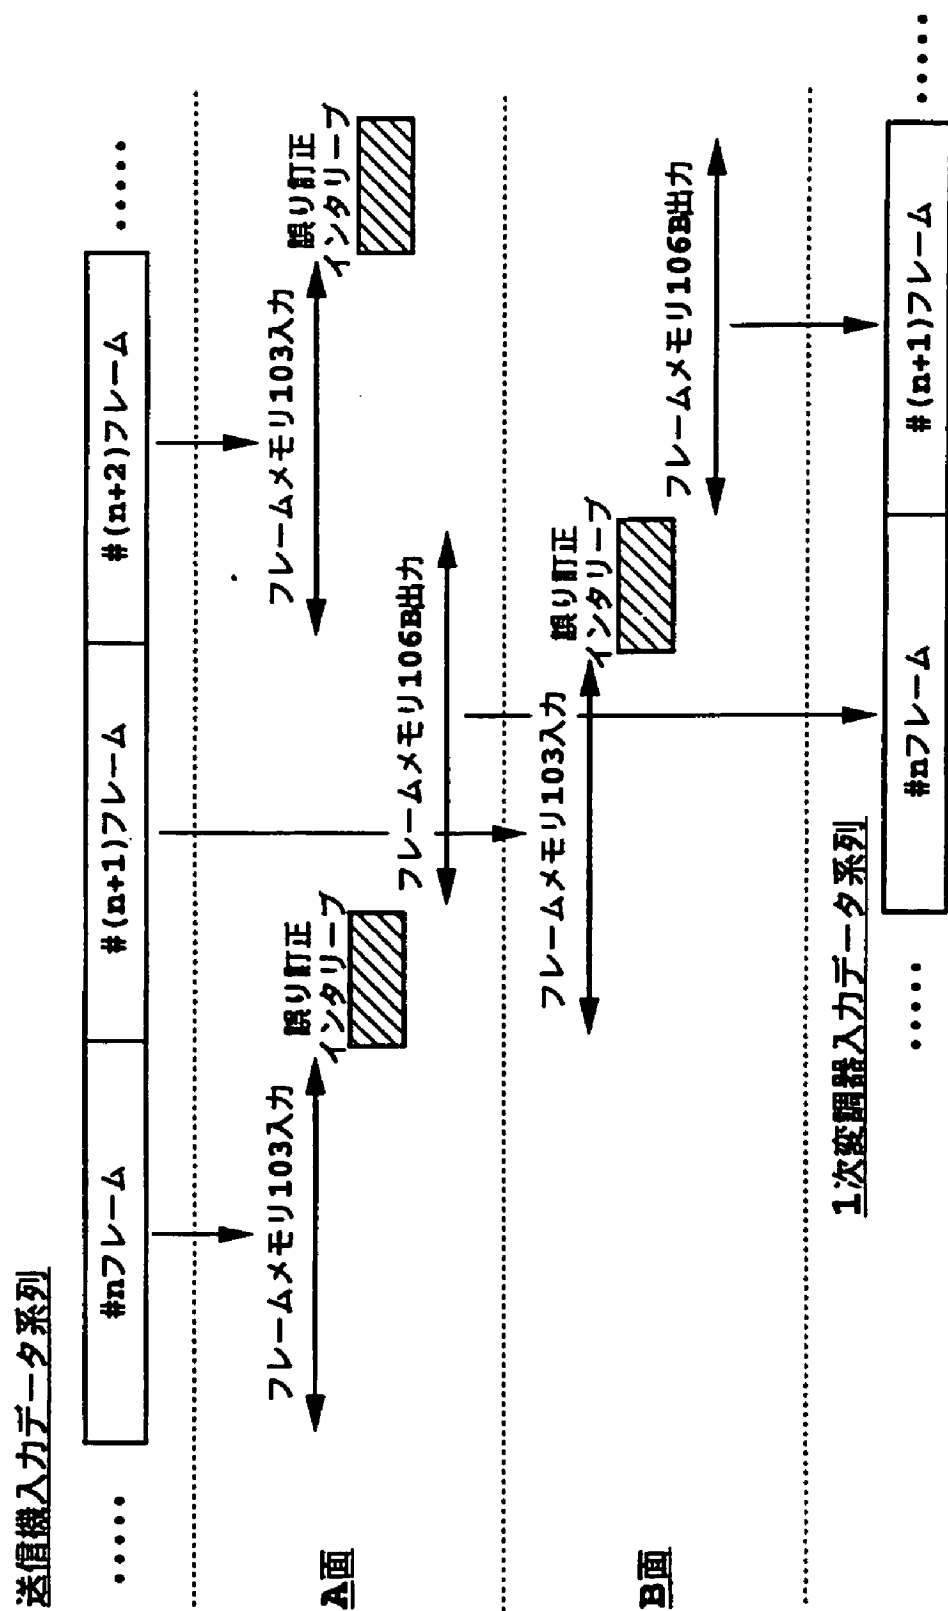 送信機入力データ系列
・・・・・
#nフレーム
#(n+1)フレーム
#(n+2)フレーム
・・・・・
A面
フレームメモリ103入力
誤り訂正
インタリーブ
フレームメモリ106B出力
フレームメモリ103入力
誤り訂正
インタリーブ
B面
フレームメモリ103入力
誤り訂正
インタリーブ
フレームメモリ106B出力
1次変調器入力データ系列
・・・・・
#nフレーム
#(n+1)フレーム
・・・・・